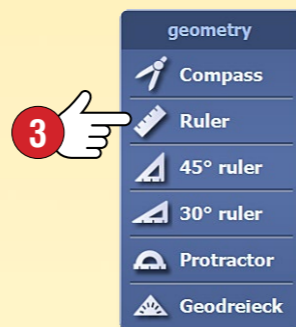 geometry
Compass
3
Ruler
45° ruler
30° ruler
Protractor
Geodreieck